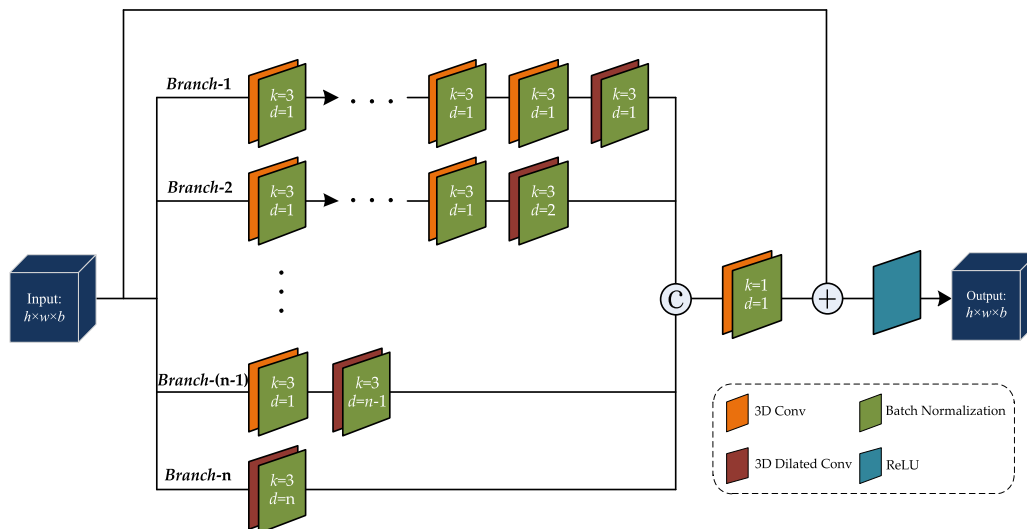 Branch-1
k=3
d=1
. . .
k=3
d=1
k=3
d=1
k=3
d=1
Branch-2
k=3
d=1
. . .
k=3
d=1
k=3
d=2
Input:
h×w×b
C
k=1
d=1
+
Output:
h×w×b
Branch-(n-1)
k=3
d=1
k=3
d=n-1
Branch-n
k=3
d=n
3D Conv
Batch Normalization
3D Dilated Conv
ReLU